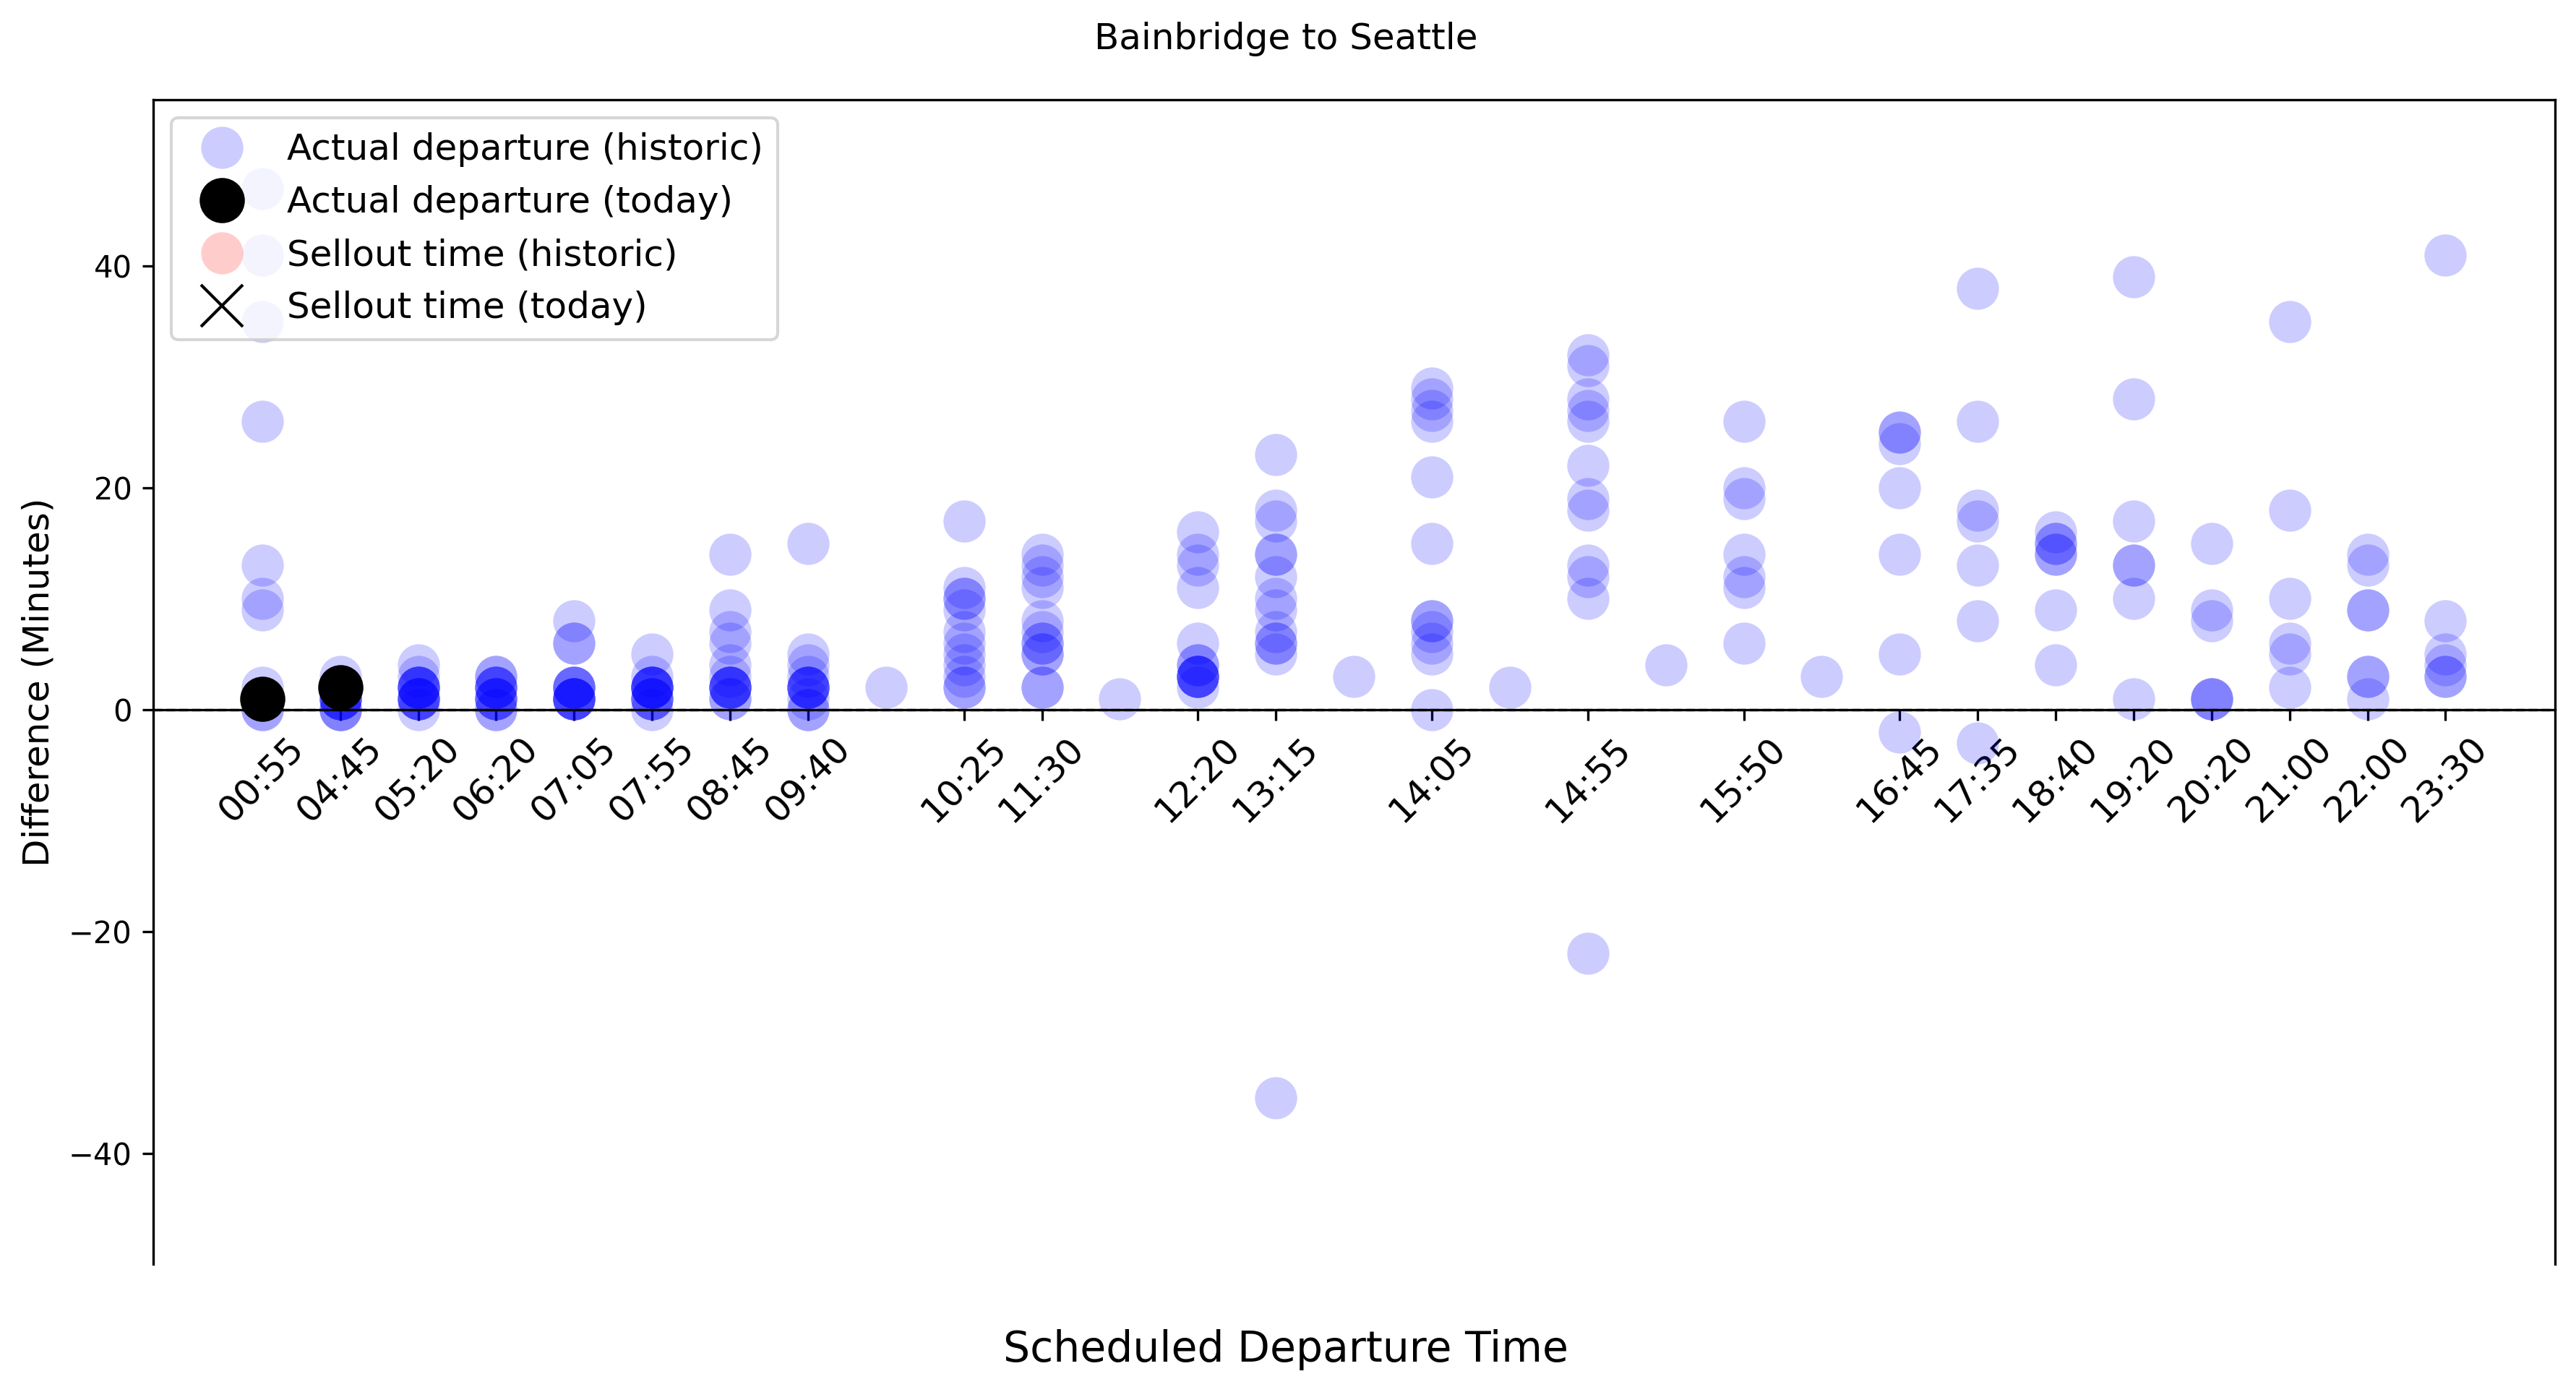 Bainbridge to Seattle
Actual departure (historic)
Actual departure (today)
Sellout time (historic)
Sellout time (today)
Difference (Minutes)
40
20
0
−20
−40
00:55 04:45 05:20 06:20 07:05 07:55 08:45 09:40 10:25 11:30 12:20 13:15 14:05 14:55 15:50 16:45 17:35 18:40 19:20 20:20 21:00 22:00 23:30
Scheduled Departure Time